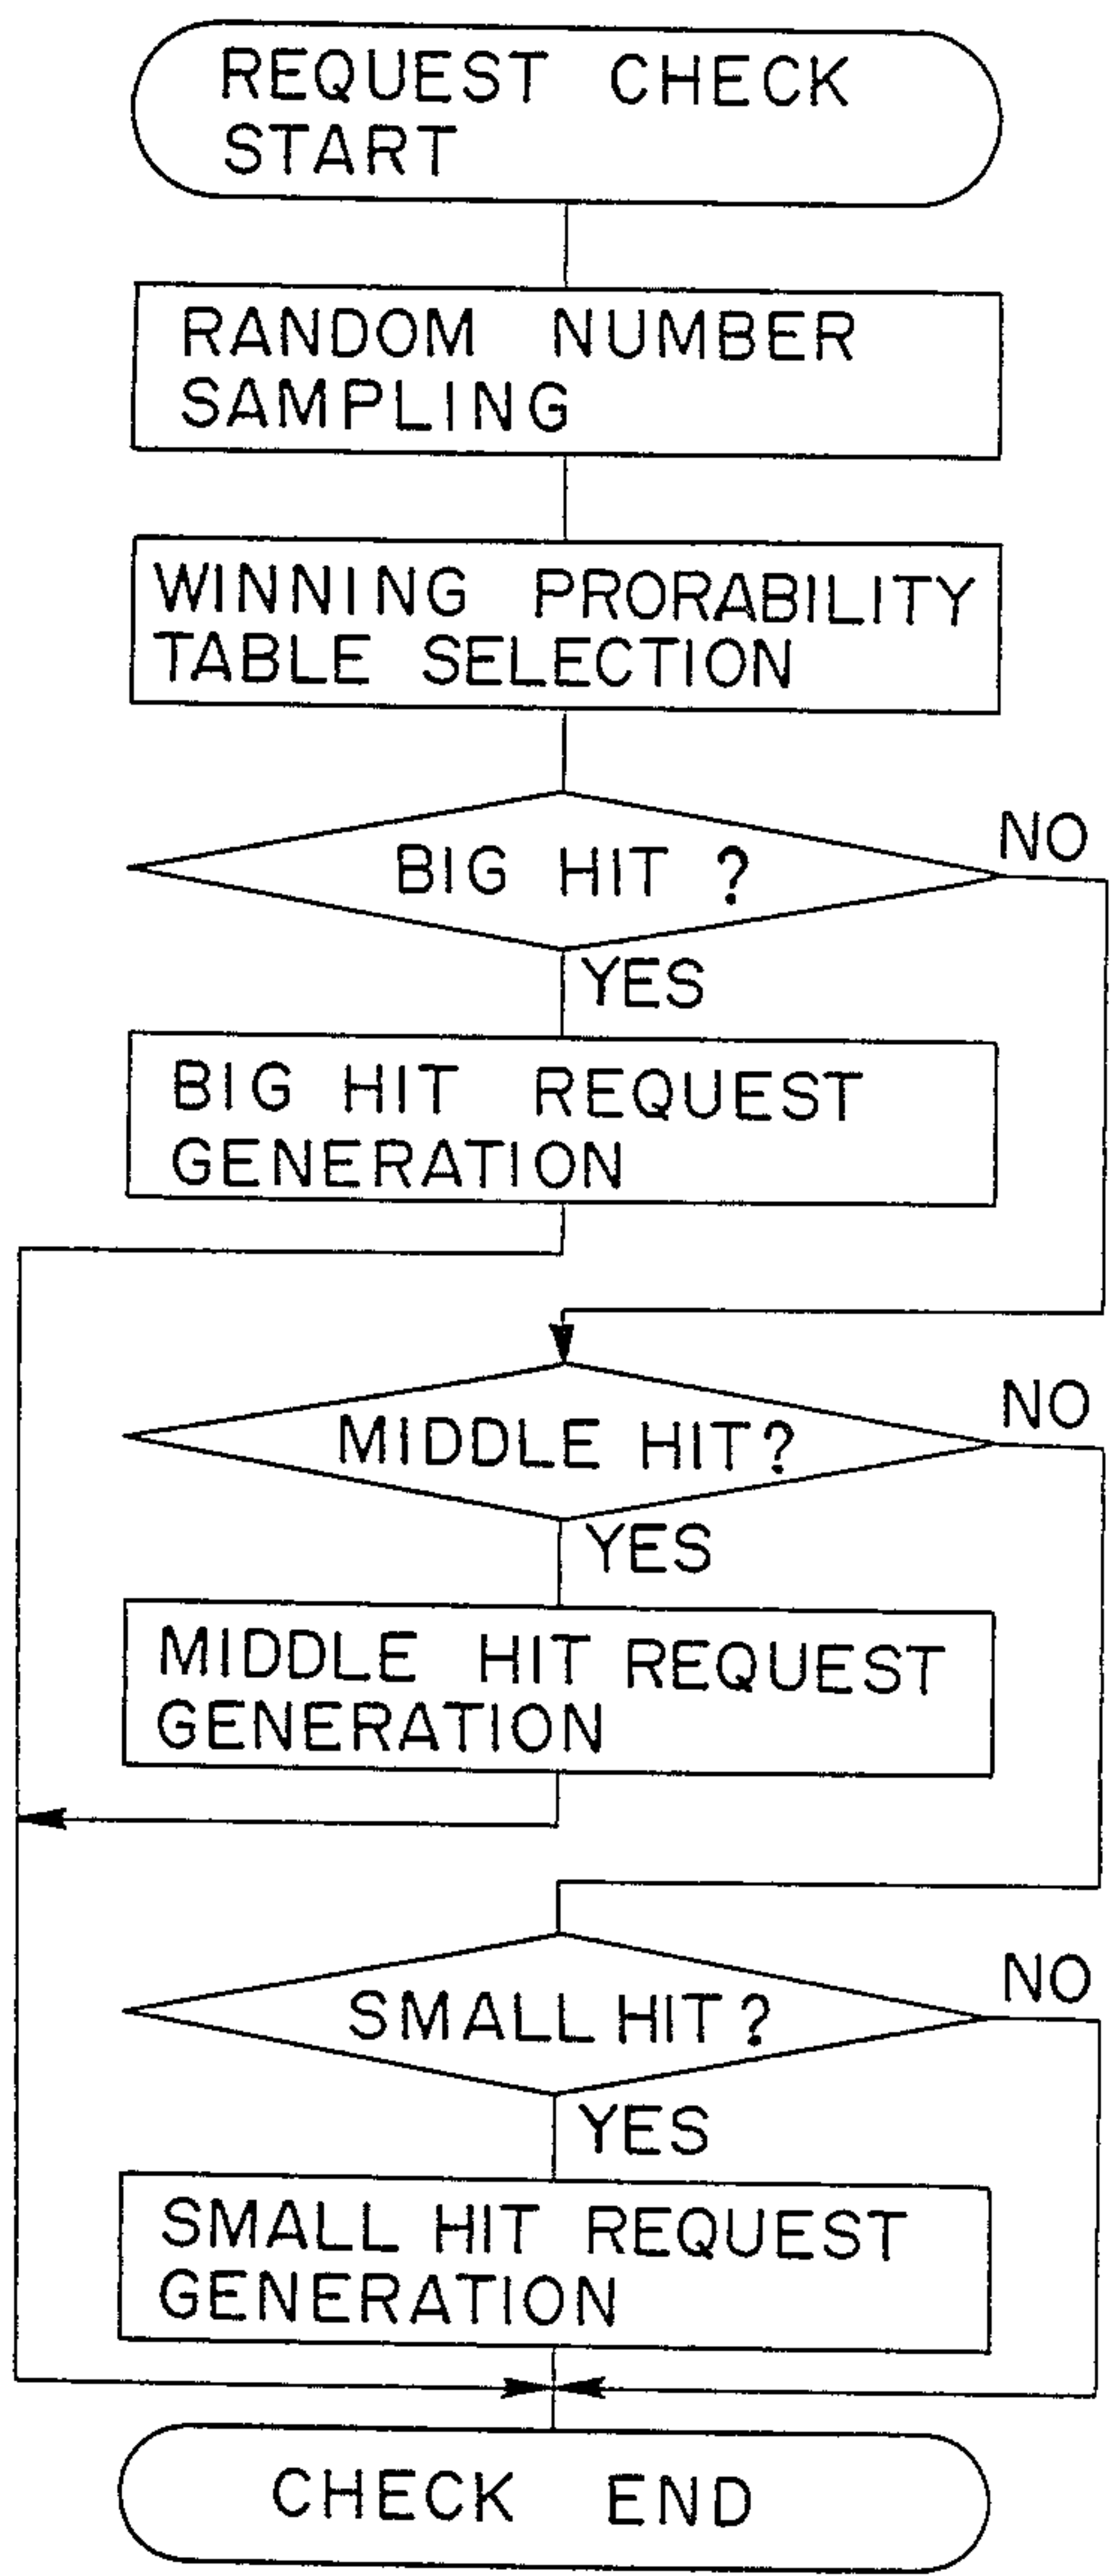 REQUEST CHECK
START
RANDOM NUMBER
SAMPLING
WINNING PRORABILITY
TABLE SELECTION
BIG HIT ?
NO
YES
BIG HIT REQUEST
GENERATION
MIDDLE HIT?
NO
YES
MIDDLE HIT REQUEST
GENERATION
SMALL HIT?
NO
YES
SMALL HIT REQUEST
GENERATION
CHECK END